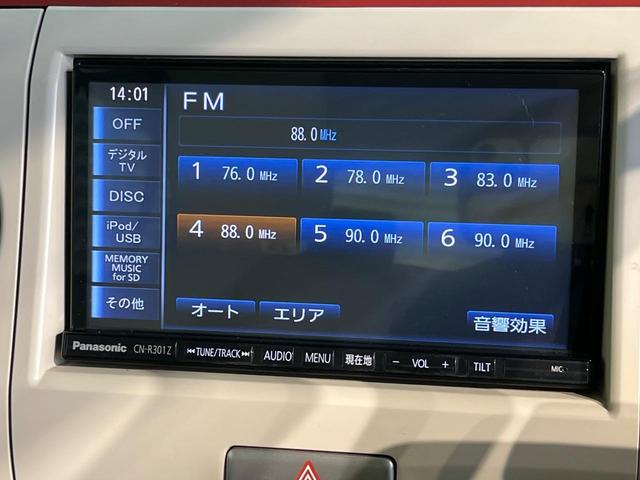 14:01
FM
OFF
88.0MHz
デジタル
TV
1 76.0 MHz
2 78.0 MHz
3 83.0 MHz
DISC
iPod/
USB
4 88.0 MHz
5 90.0 MHz
6 90.0 MHz
MEMORY
MUSIC
for SD
その他
オート
エリア
音響効果
Panasonic CN-R301Z
TUNE/TRACK
AUDIO
MENU
現在地
− VOL +
TILT
MIC